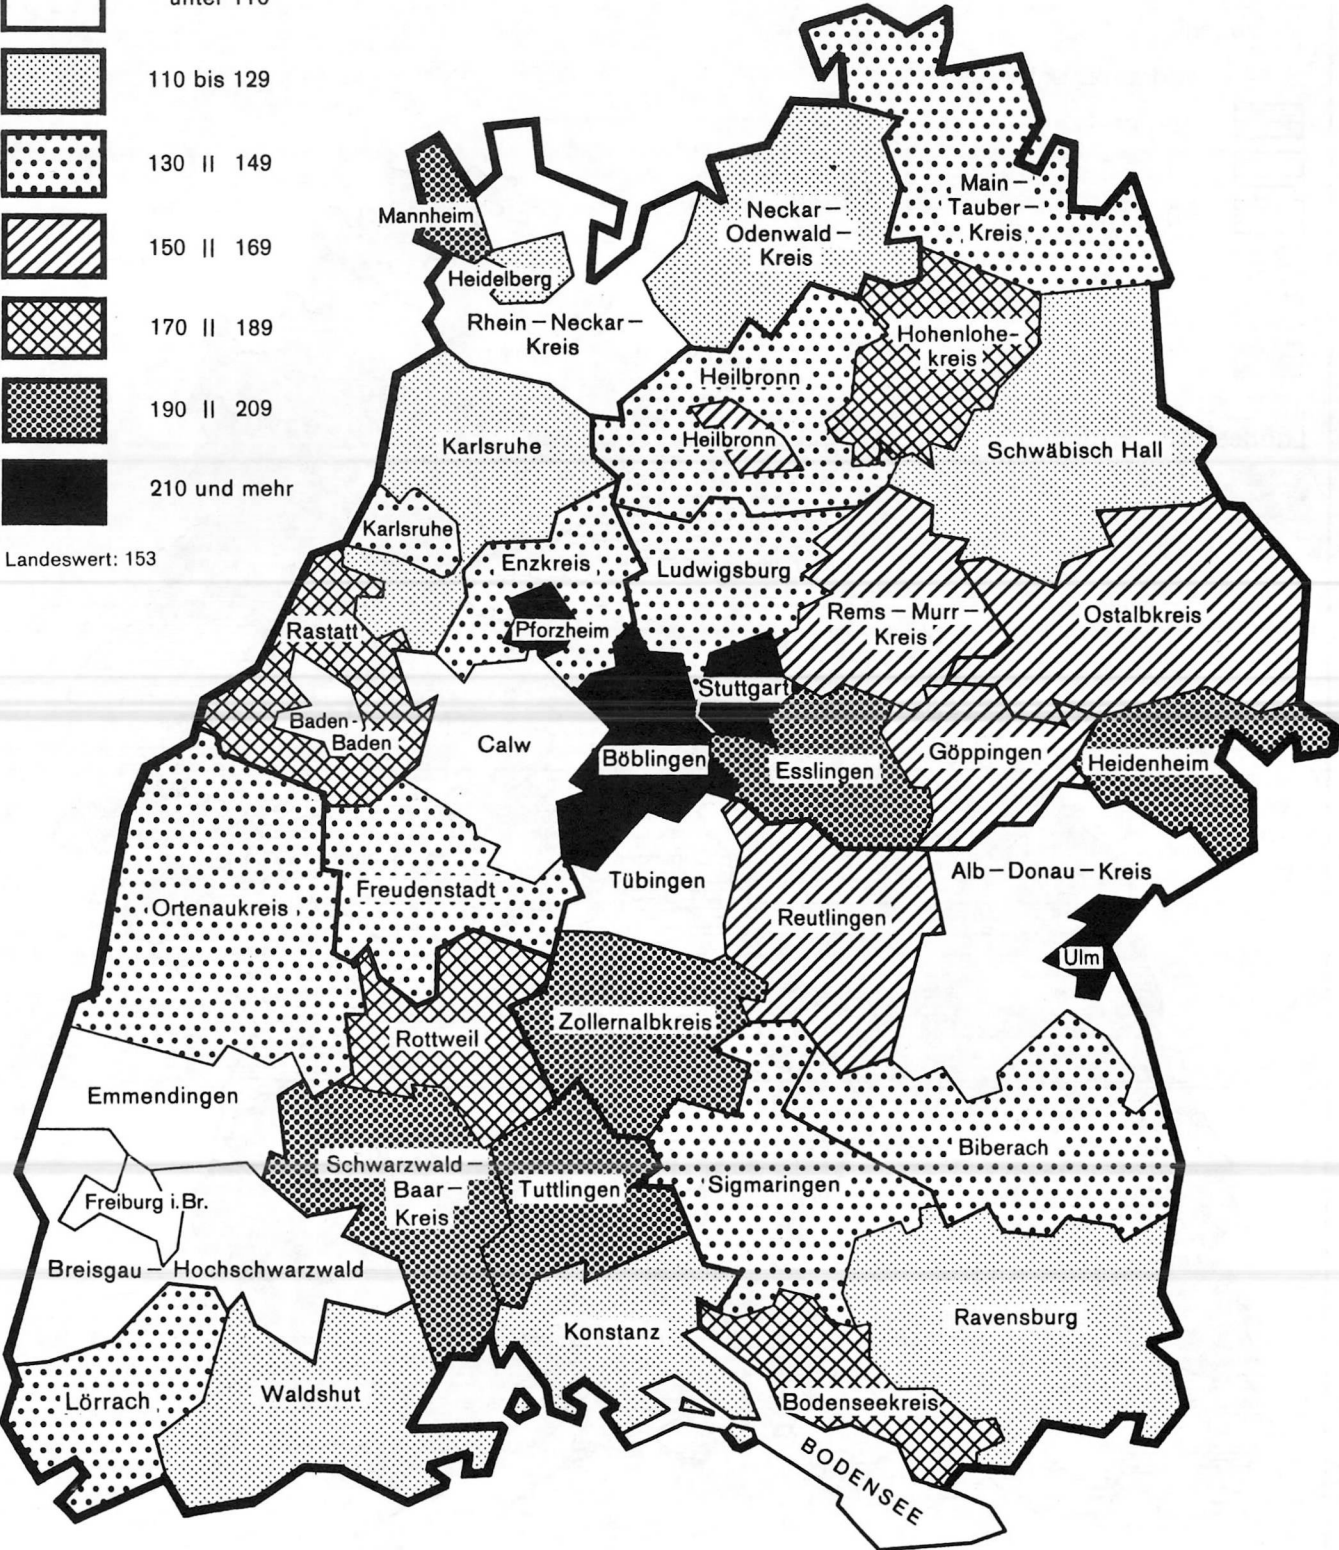 unter 110
110 bis 129
130 II 149
150 II 169
170 II 189
190 II 209
210 und mehr
Landeswert: 153
Main–
Tauber–
Kreis
Neckar–
Odenwald–
Kreis
Mannheim
Heidelberg
Rhein–Neckar–
Kreis
Hohenlohe-
kreis
Heilbronn
Heilbronn
Karlsruhe
Schwäbisch Hall
Karlsruhe
Enzkreis
Ludwigsburg
Rems–Murr–
Kreis
Ostalbkreis
Rastatt
Pforzheim
Stuttgart
Baden-
Baden
Calw
Böblingen
Esslingen
Göppingen
Heidenheim
Ortenaukreis
Freudenstadt
Tübingen
Reutlingen
Alb–Donau–Kreis
Ulm
Rottweil
Zollernalbkreis
Emmendingen
Biberach
Schwarzwald–
Baar–
Kreis
Tuttlingen
Sigmaringen
Freiburg i.Br.
Breisgau–Hochschwarzwald
Konstanz
Ravensburg
Lörrach
Waldshut
Bodenseekreis
BODENSEE